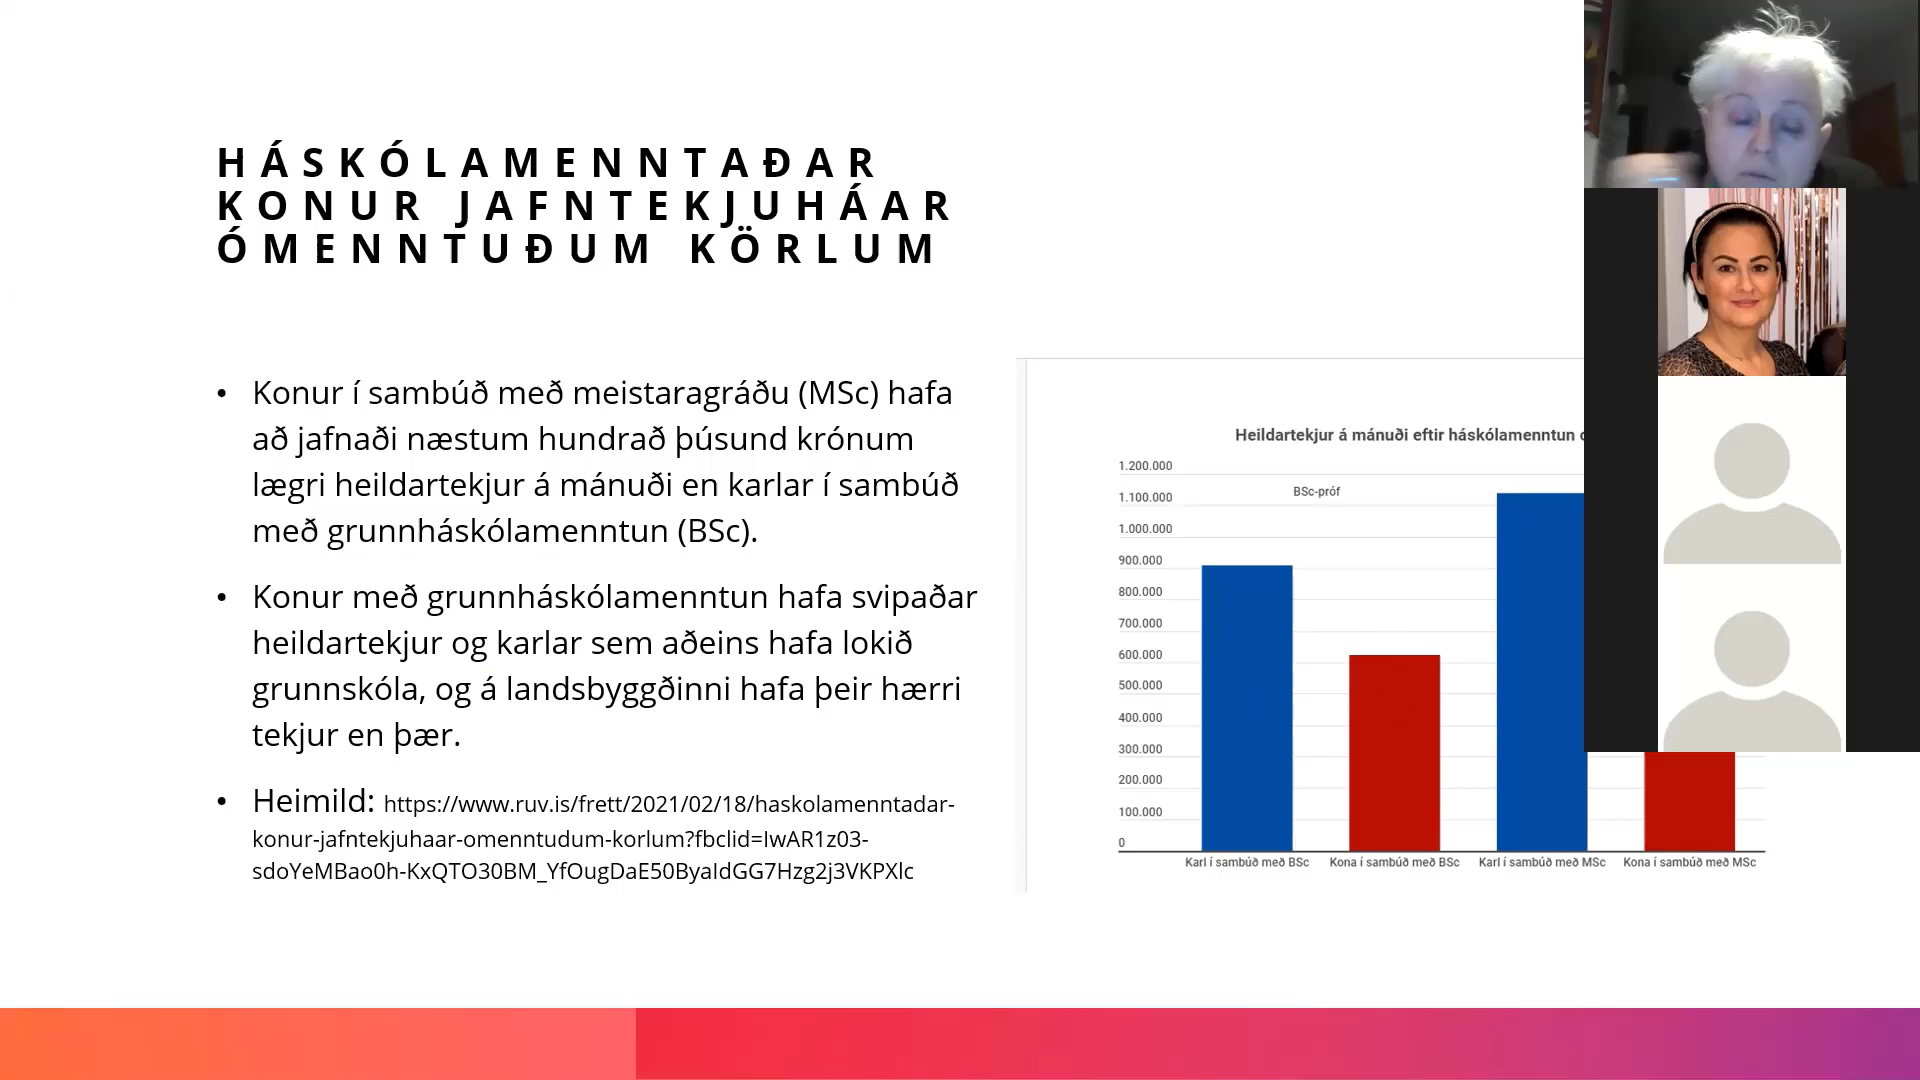 HÁSKÓLAMENNTAÐAR
KONUR JAFNTEKJUHÁAR
ÓMENNTUÐUM KÖRLUM
• Konur í sambúð með meistaragráðu (MSc) hafa
að jafnaði næstum hundrað þúsund krónum
lægri heildartekjur á mánuði en karlar í sambúð
með grunnháskólamenntun (BSc).
• Konur með grunnháskólamenntun hafa svipaðar
heildartekjur og karlar sem aðeins hafa lokið
grunnskóla, og á landsbyggðinni hafa þeir hærri
tekjur en þær.
• Heimild: https://www.ruv.is/frett/2021/02/18/haskolamenntadar-
konur-jafntekjuhaar-omenntudum-korlum?fbclid=IwAR1z03-
sdoYeMBao0h-KxQTO30BM_YfOugDaE50ByaIdGG7Hzg2j3VKPXlc
Heildartekjur á mánuði eftir háskólamenntun
1.200.000
BSc-próf
1.100.000
1.000.000
900.000
800.000
700.000
600.000
500.000
400.000
300.000
200.000
100.000
0
Karl í sambúð með BSc
Kona í sambúð með BSc
Karl í sambúð með MSc
Kona í sambúð með MSc